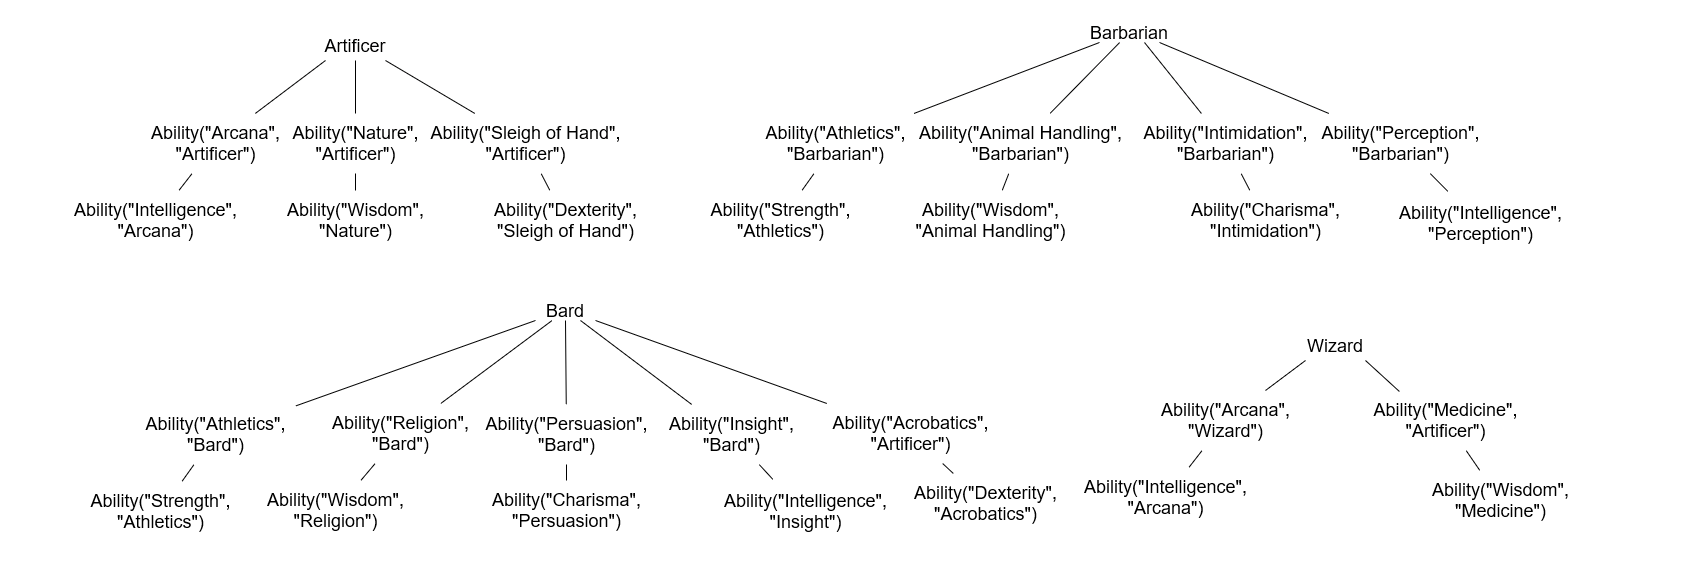 Artificer
Ability("Arcana",
"Artificer")
Ability("Nature",
"Artificer")
Ability("Sleigh of Hand",
"Artificer")
Ability("Intelligence",
"Arcana")
Ability("Wisdom",
"Nature")
Ability("Dexterity",
"Sleigh of Hand")
Barbarian
Ability("Athletics",
"Barbarian")
Ability("Animal Handling",
"Barbarian")
Ability("Intimidation",
"Barbarian")
Ability("Perception",
"Barbarian")
Ability("Strength",
"Athletics")
Ability("Wisdom",
"Animal Handling")
Ability("Charisma",
"Intimidation")
Ability("Intelligence",
"Perception")
Bard
Ability("Athletics",
"Bard")
Ability("Religion",
"Bard")
Ability("Persuasion",
"Bard")
Ability("Insight",
"Bard")
Ability("Acrobatics",
"Artificer")
Ability("Strength",
"Athletics")
Ability("Wisdom",
"Religion")
Ability("Charisma",
"Persuasion")
Ability("Intelligence",
"Insight")
Ability("Dexterity",
"Acrobatics")
Wizard
Ability("Arcana",
"Wizard")
Ability("Medicine",
"Artificer")
Ability("Intelligence",
"Arcana")
Ability("Wisdom",
"Medicine")